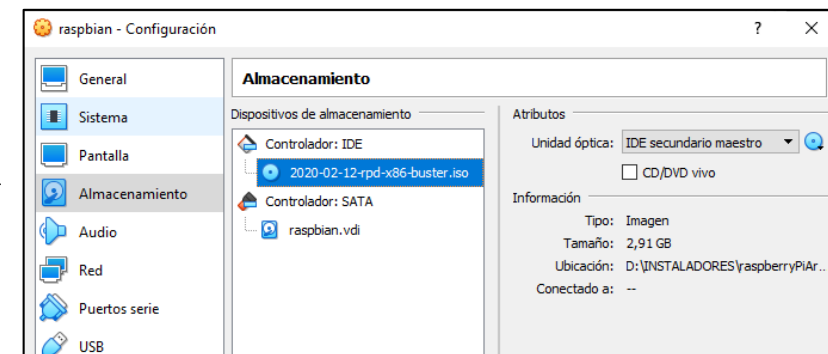 raspbian - Configuración ? ×
General
Sistema
Pantalla
Almacenamiento
Audio
Red
Puertos serie
USB
Almacenamiento
Dispositivos de almacenamiento
Controlador: IDE
2020-02-12-rpd-x86-buster.iso
Controlador: SATA
raspbian.vdi
Atributos
Unidad óptica: IDE secundario maestro
CD/DVD vivo
Información
Tipo: Imagen
Tamaño: 2,91 GB
Ubicación: D:\INSTALADORES\raspberryPiAr...
Conectado a: --